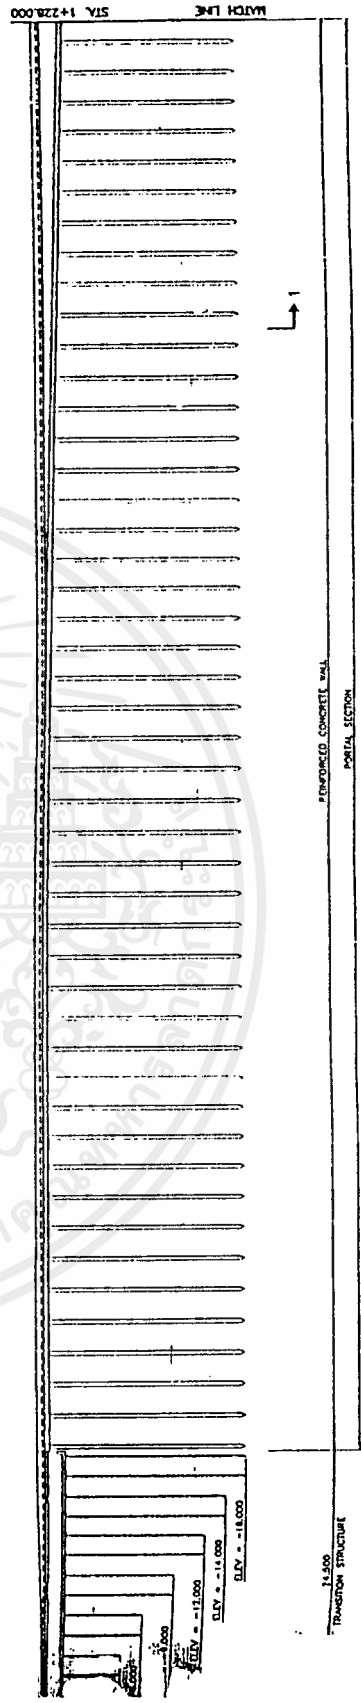 MATCH LINE
STA. 1+228.000
1
REINFORCED CONCRETE WALL
PORTAL SECTION
24.500
TRANSITION STRUCTURE
ELEV = -18.000
ELEV = -14.000
ELEV = -12.000